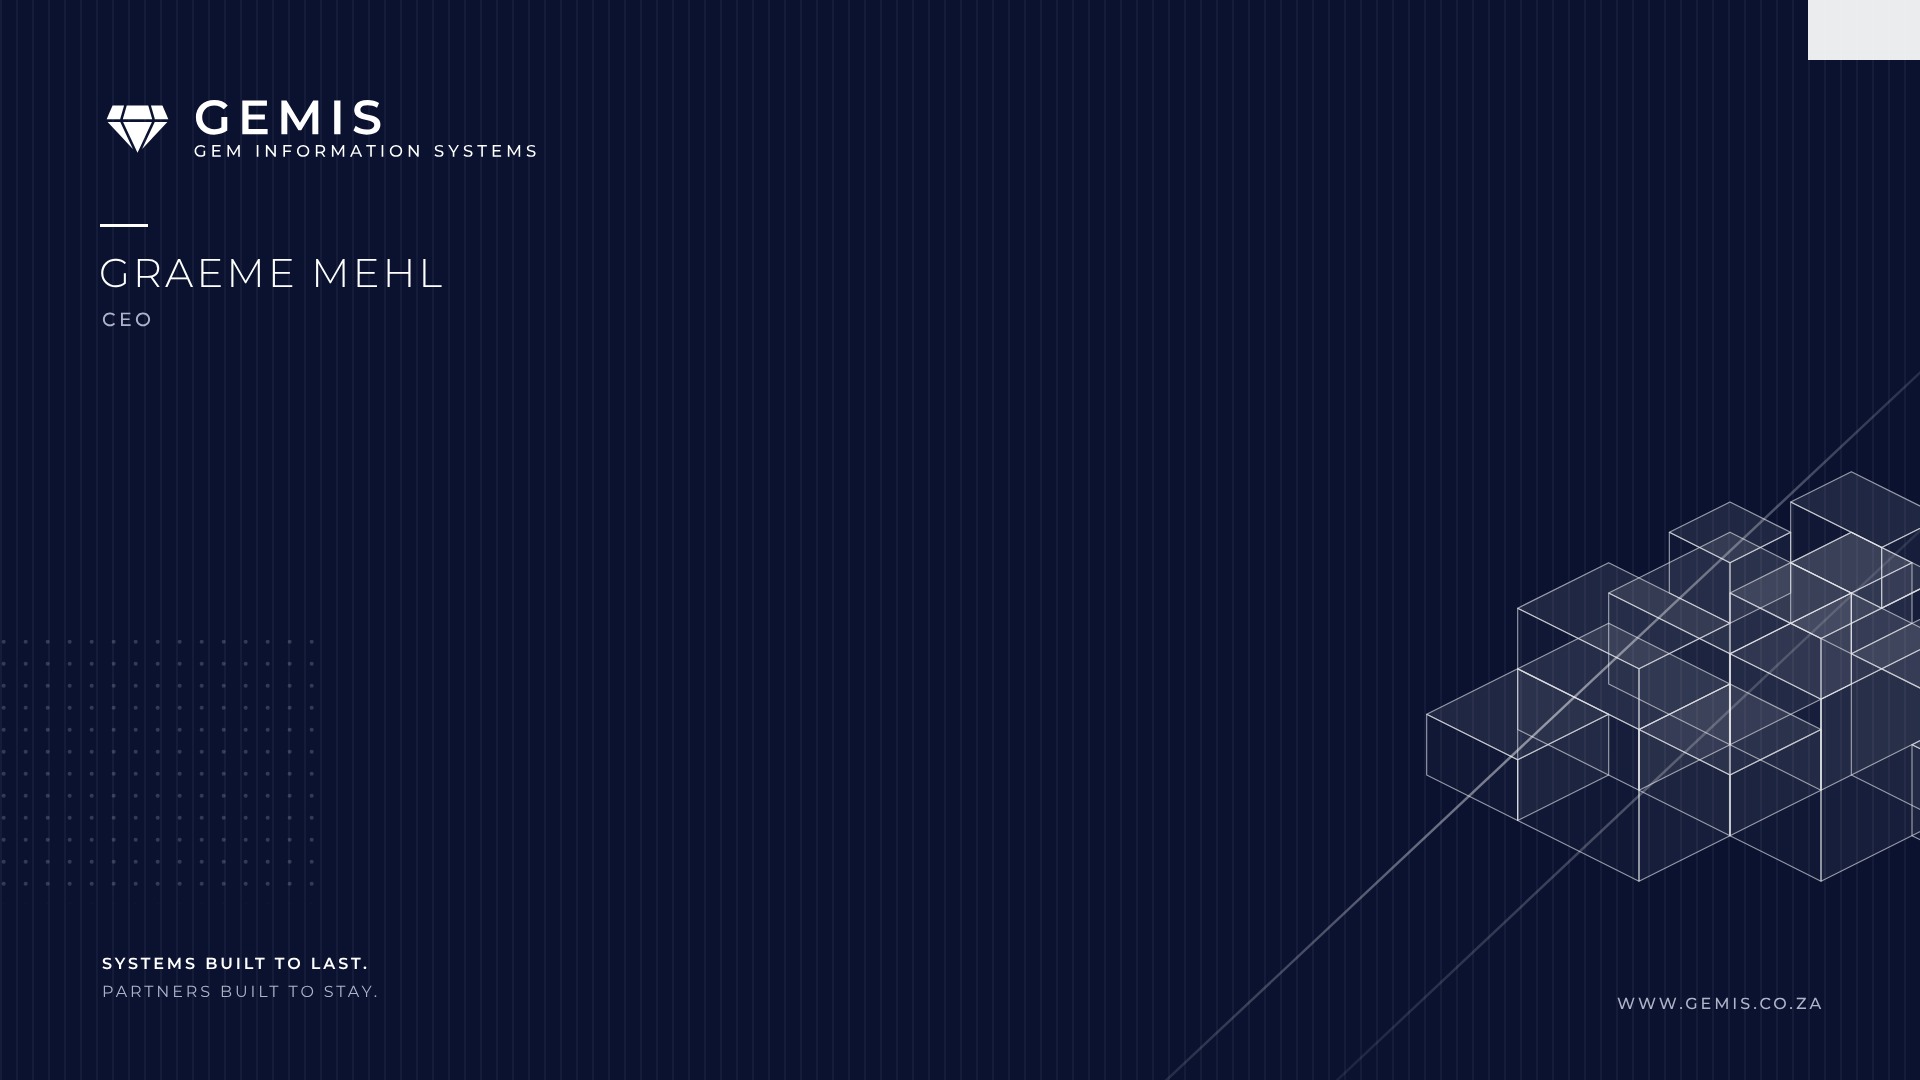 GEMIS
GEM INFORMATION SYSTEMS
GRAEME MEHL
CEO
SYSTEMS BUILT TO LAST.
PARTNERS BUILT TO STAY.
WWW.GEMIS.CO.ZA